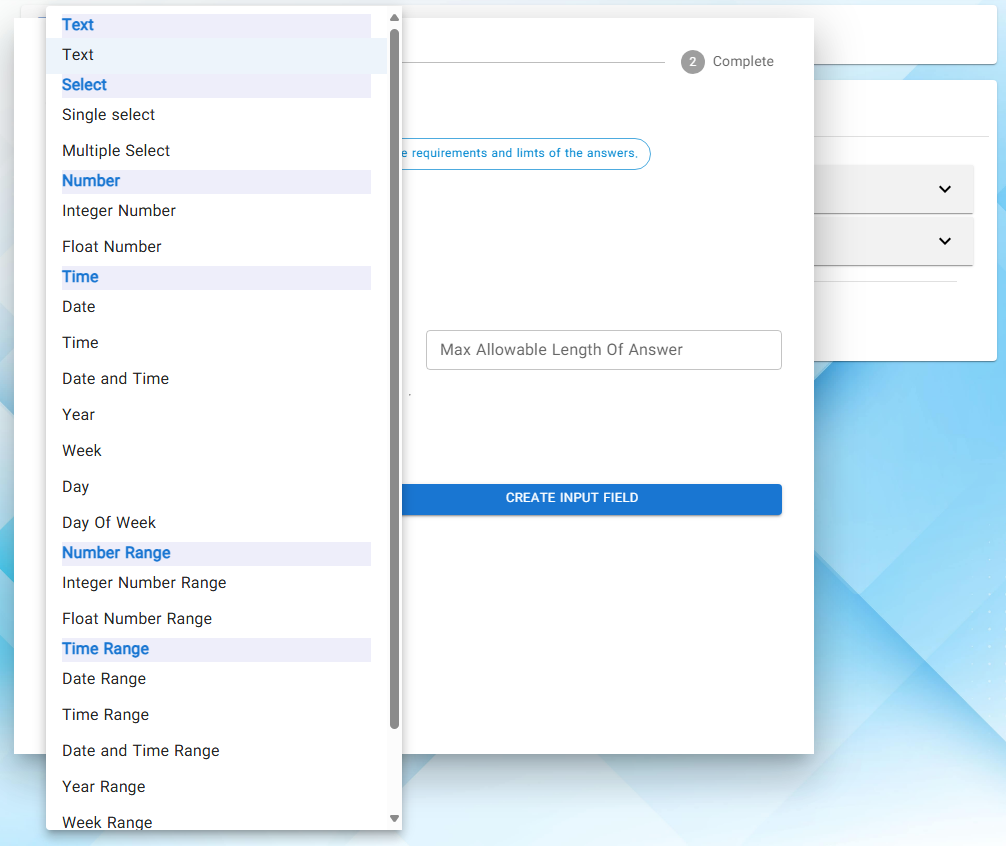 Text
Text
Select
Single select
Multiple Select
Number
Integer Number
Float Number
Time
Date
Time
Date and Time
Year
Week
Day
Day Of Week
Number Range
Integer Number Range
Float Number Range
Time Range
Date Range
Time Range
Date and Time Range
Year Range
Week Range
2 Complete
requirements and limts of the answers.
Max Allowable Length Of Answer
CREATE INPUT FIELD